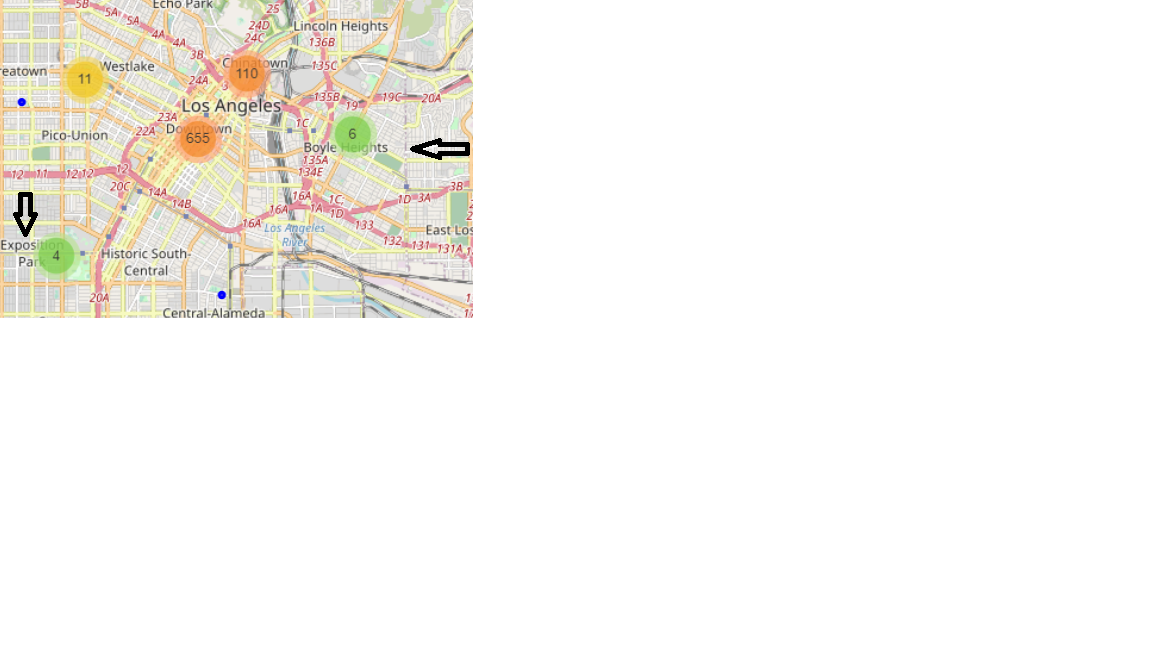 Echo Park
5B
5A
5A
25
24D
24C
Lincoln Heights
4A
4A
136B
3B
Chinatown
135C
Westlake
reatown
11
110
24A
Los Angeles
135B
19
19C
20A
1C
22A
Downtown
655
6
Pico-Union
Boyle Heights
135A
134E
12
11
12
12
12
20C
14A
14B
16A
1C
1D
3A
3B
16A
1A
1D
16A
133
Los Angeles
River
East Los
132
131
131A
Exposition
Park
4
Historic South-
Central
20A
Central-Alameda